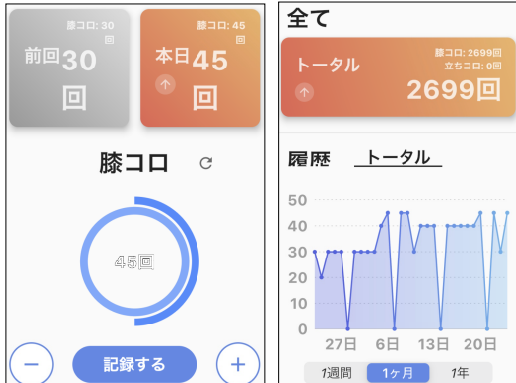 膝コロ: 30回
前回30回
膝コロ: 45回
本日45回
膝コロ
45回
記録する
全て
トータル
膝コロ: 2699回
立ちコロ: 0回
2699回
履歴 トータル
50
40
30
20
10
0
27日 6日 13日 20日
1週間 1ヶ月 1年